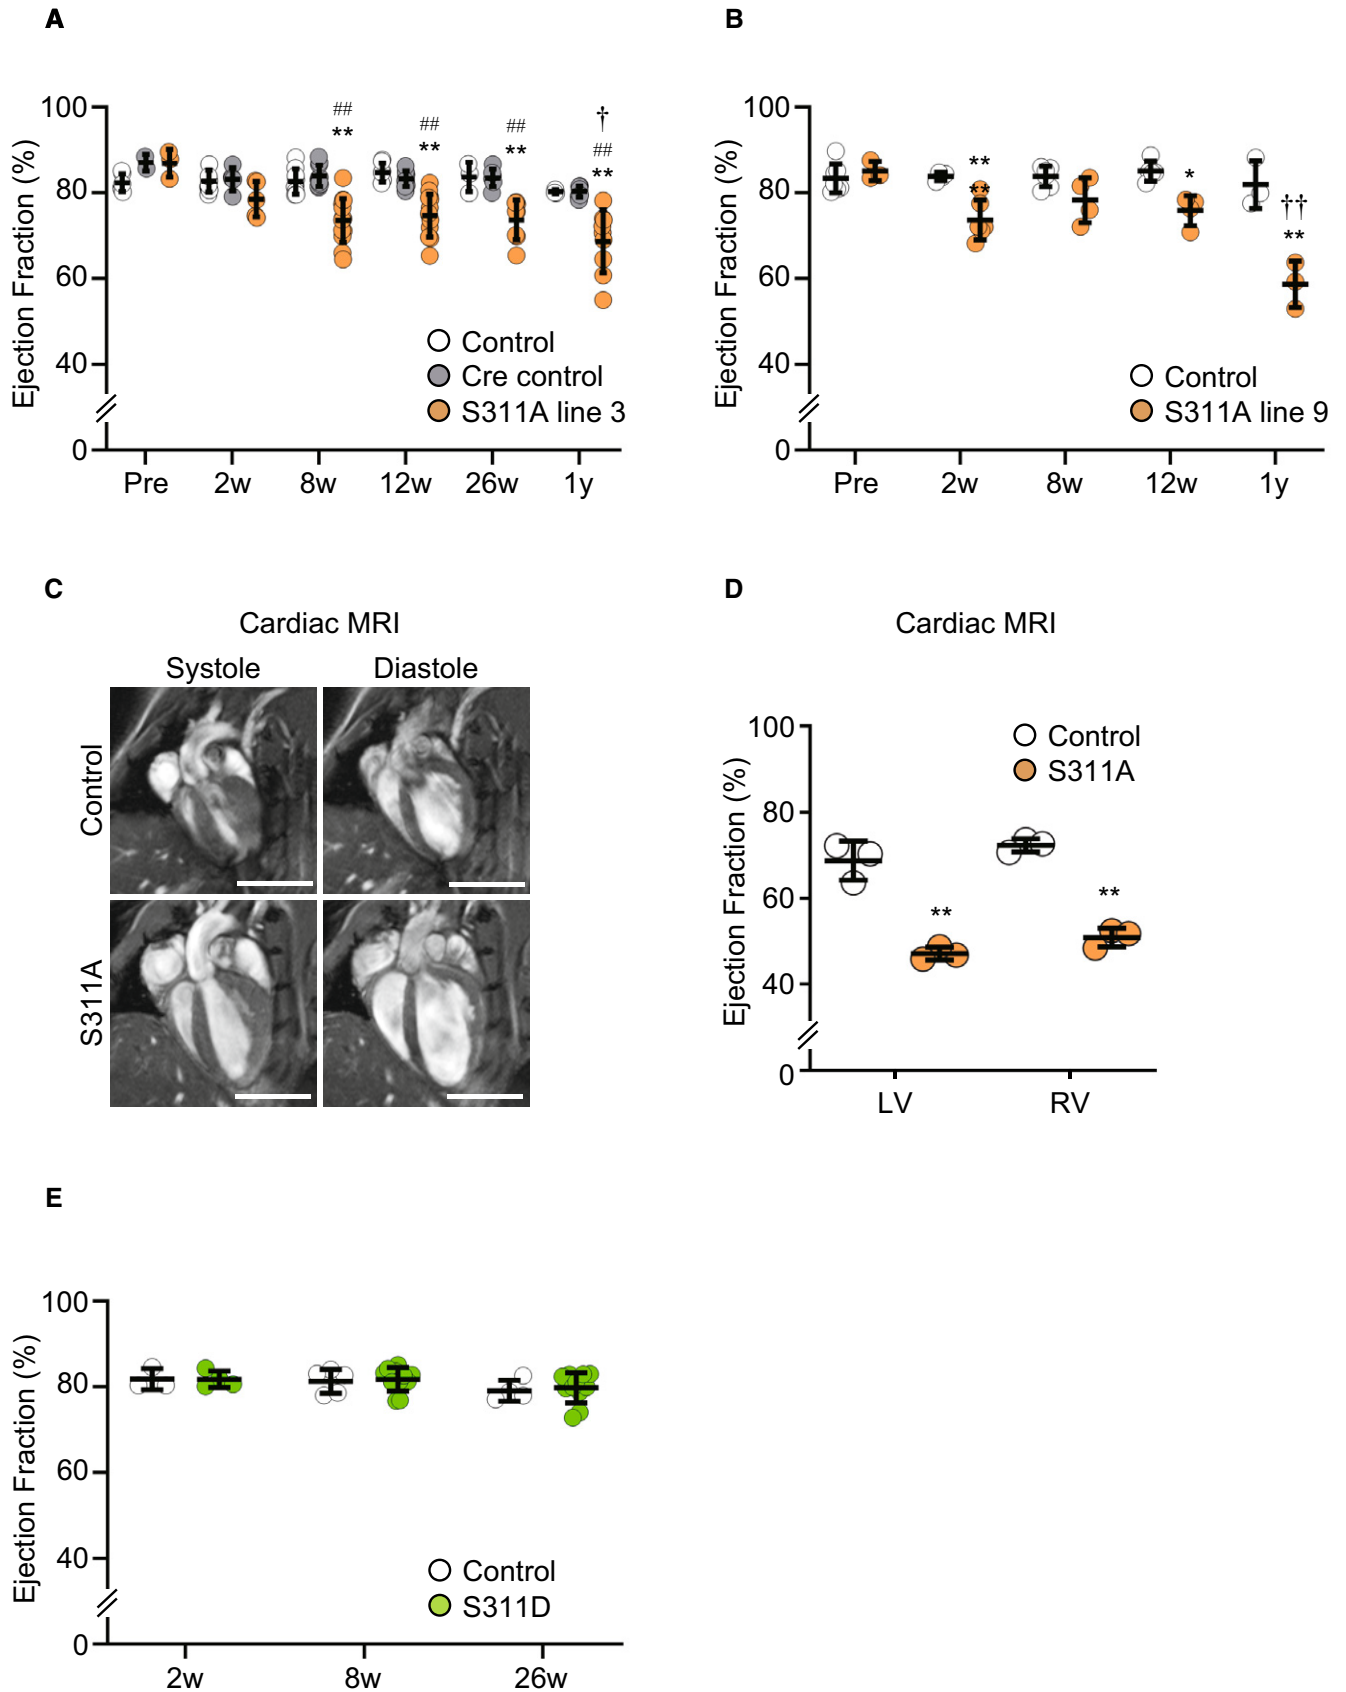 A
Ejection Fraction (%)
100
80
60
40
0
##
**
##
**
##
**
†
##
**
Control
Cre control
S311A line 3
Pre 2w 8w 12w 26w 1y
B
Ejection Fraction (%)
100
80
60
40
0
**
**
*
††
**
Control
S311A line 9
Pre 2w 8w 12w 1y
C
Cardiac MRI
Systole Diastole
Control
S311A
D
Cardiac MRI
Ejection Fraction (%)
100
80
60
40
0
Control
S311A
**
**
LV RV
E
Ejection Fraction (%)
100
80
60
40
0
Control
S311D
2w 8w 26w